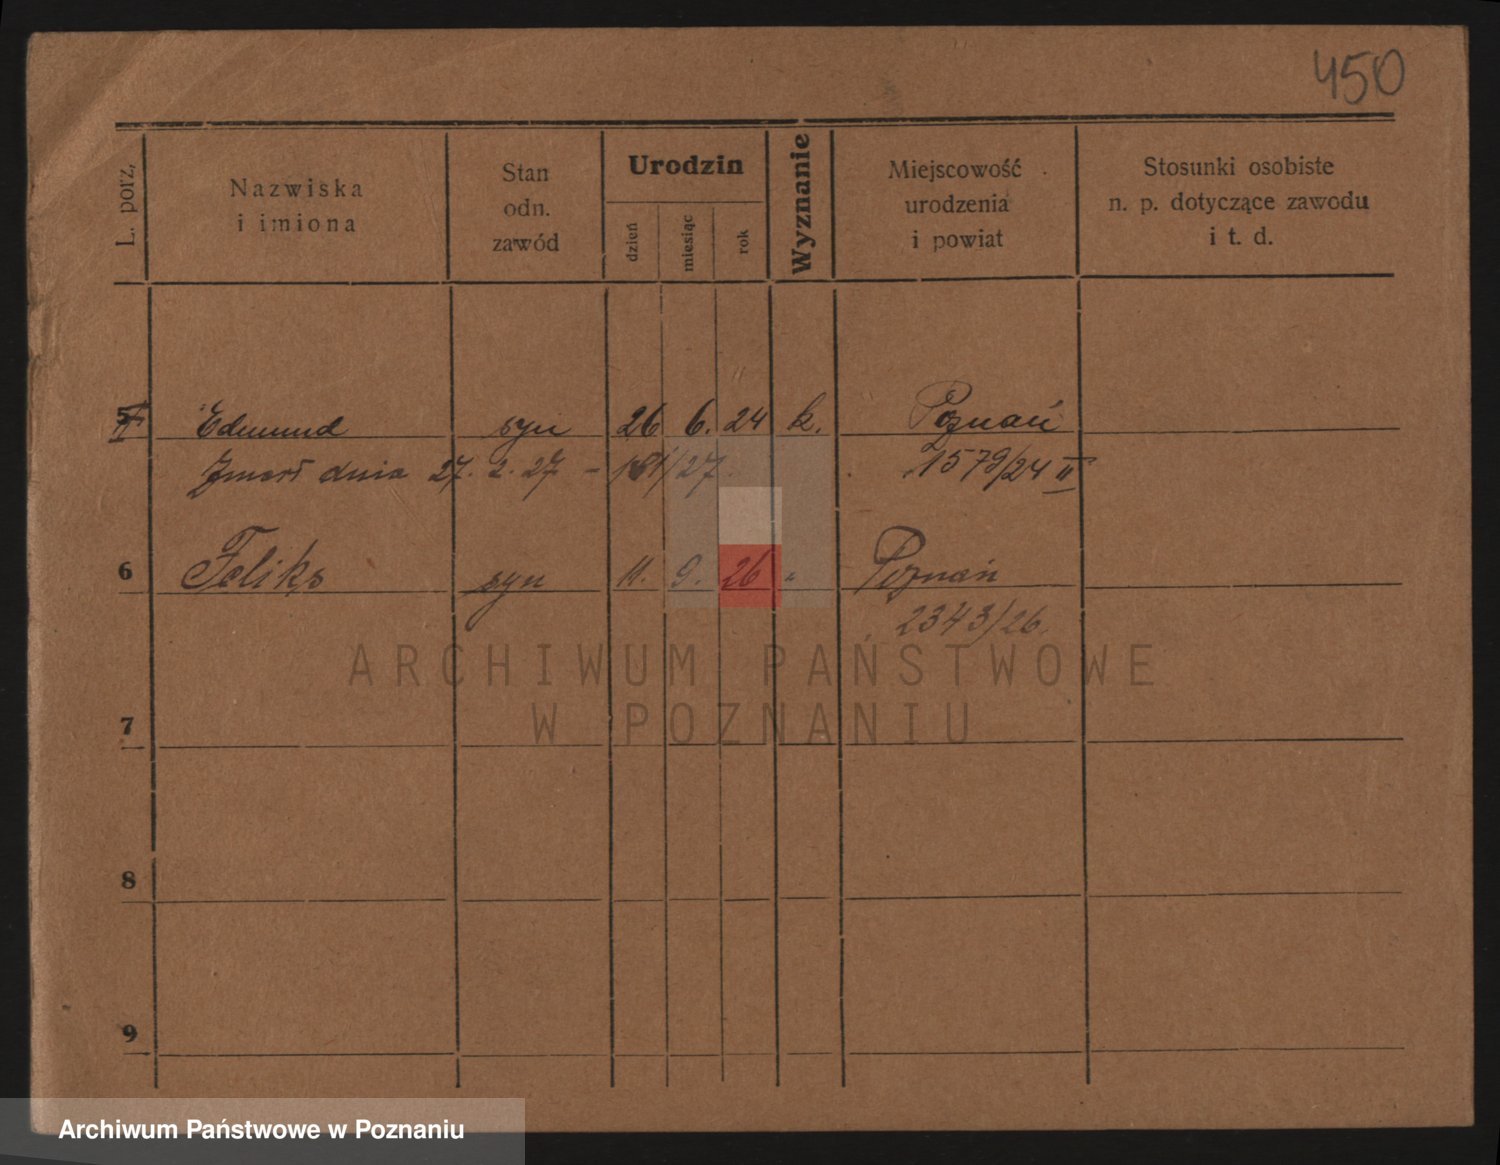 450
L. porz.
Nazwiska
i imiona
Stan
odn.
zawód
Urodzin
dzień
miesiąc
rok
Wyznanie
Miejscowość
urodzenia
i powiat
Stosunki osobiste
n. p. dotyczące zawodu
i t. d.
5 Edmund syn 26 6. 24 k. Poznań
Zmarł dnia 27. 2. 27 - /27 1579/24 II
6 Feliks syn 11. 9. 26 " Poznań
2343/26.
ARCHIWUM PAŃSTWOWE
W POZNANIU
7
8
9
Archiwum Państwowe w Poznaniu